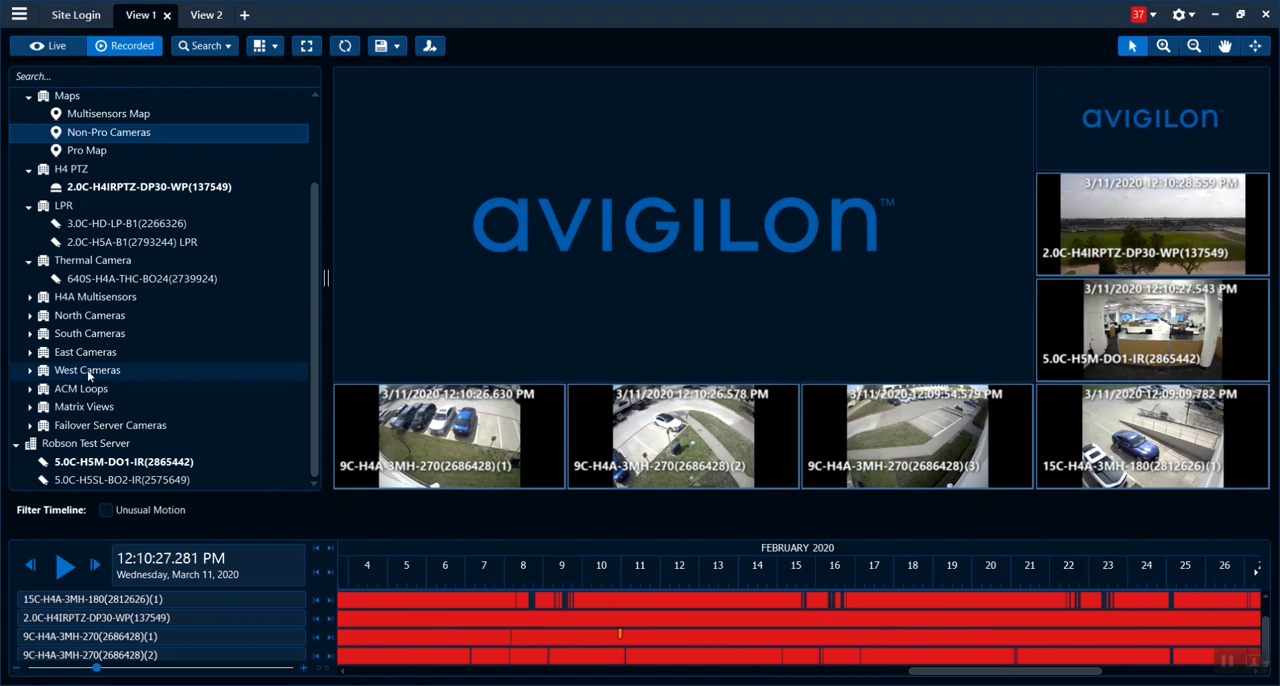 Site Login
View 1
View 2
37
Live
Recorded
Search
Search...
Maps
Multisensors Map
Non-Pro Cameras
Pro Map
H4 PTZ
2.0C-H4IRPTZ-DP30-WP(137549)
LPR
3.0C-HD-LP-B1(2266326)
2.0C-H5A-B1(2793244) LPR
Thermal Camera
640S-H4A-THC-BO24(2739924)
H4A Multisensors
North Cameras
South Cameras
East Cameras
West Cameras
ACM Loops
Matrix Views
Failover Server Cameras
Robson Test Server
5.0C-H5M-DO1-IR(2865442)
5.0C-H5SL-BO2-IR(2575649)
AVIGILON™
AVIGILON
3/11/2020 12:10:28.559 PM
2.0C-H4IRPTZ-DP30-WP(137549)
3/11/2020 12:10:27.543 PM
5.0C-H5M-DO1-IR(2865442)
3/11/2020 12:10:26.630 PM
9C-H4A-3MH-270(2686428)(1)
3/11/2020 12:10:26.578 PM
9C-H4A-3MH-270(2686428)(2)
3/11/2020 12:09:54.579 PM
9C-H4A-3MH-270(2686428)(3)
3/11/2020 12:09:09.782 PM
15C-H4A-3MH-180(2812626)(1)
Filter Timeline: Unusual Motion
12:10:27.281 PM
Wednesday, March 11, 2020
FEBRUARY 2020
4 5 6 7 8 9 10 11 12 13 14 15 16 17 18 19 20 21 22 23 24 25 26
15C-H4A-3MH-180(2812626)(1)
2.0C-H4IRPTZ-DP30-WP(137549)
9C-H4A-3MH-270(2686428)(1)
9C-H4A-3MH-270(2686428)(2)